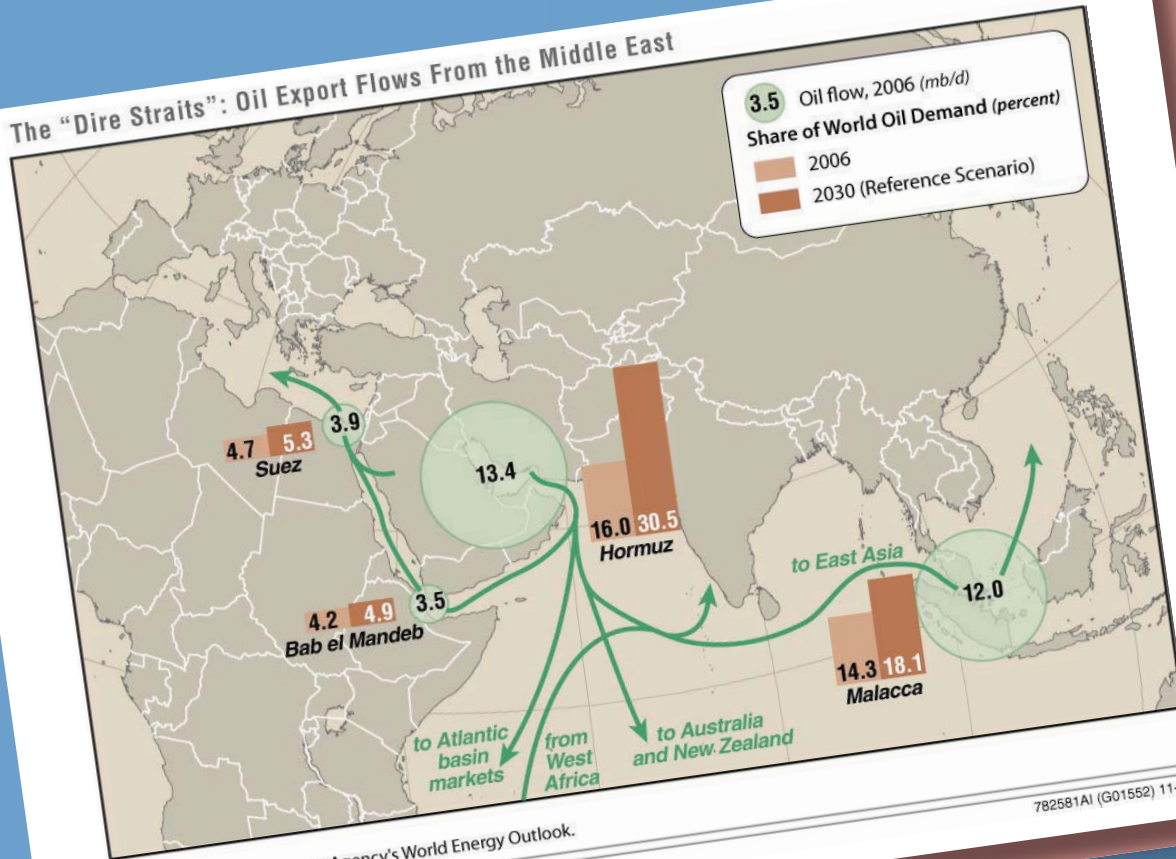 The “Dire Straits”: Oil Export Flows From the Middle East
3.5 Oil flow, 2006 (mb/d)
Share of World Oil Demand (percent)
2006
2030 (Reference Scenario)
3.9
4.7 5.3
Suez
13.4
16.0 30.5
Hormuz
3.5
4.2 4.9
Bab el Mandeb
to East Asia
12.0
14.3 18.1
Malacca
to Atlantic
basin
markets
from
West
Africa
to Australia
and New Zealand
World Energy Outlook.
782581AI (G01552) 11-